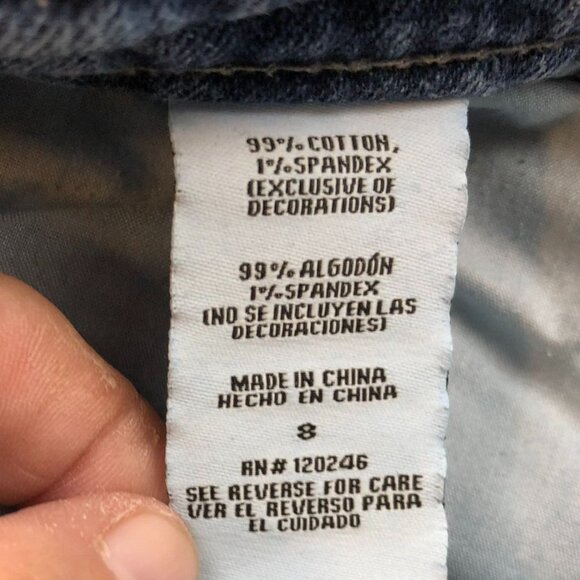 99% COTTON,
1% SPANDEX
(EXCLUSIVE OF
DECORATIONS)
99% ALGODÓN
1% SPANDEX
(NO SE INCLUYEN LAS
DECORACIONES)
MADE IN CHINA
HECHO EN CHINA
8
RN# 120246
SEE REVERSE FOR CARE
VER EL REVERSO PARA
EL CUIDADO